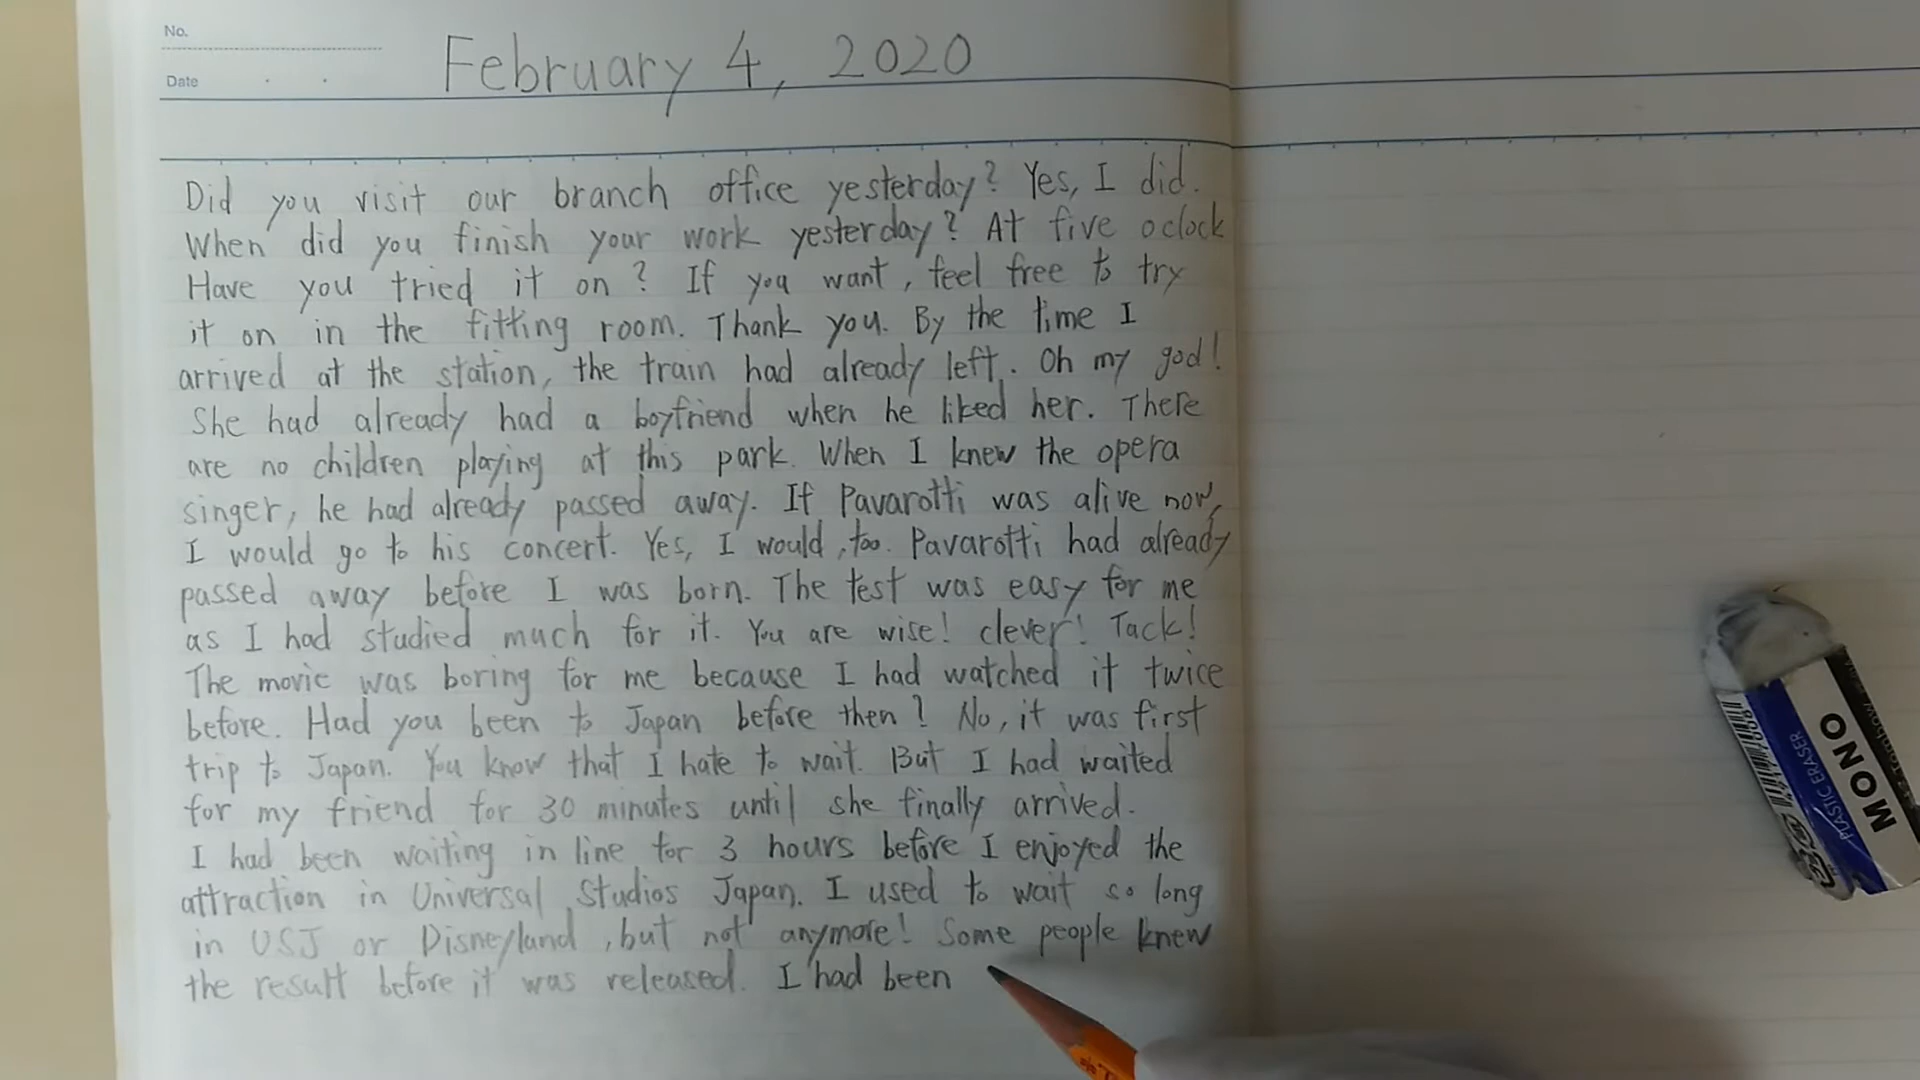 No.
Date
February 4, 2020
Did you visit our branch office yesterday? Yes, I did.
When did you finish your work yesterday? At five oclock
Have you tried it on? If you want, feel free to try
it on in the fitting room. Thank you. By the time I
arrived at the station, the train had already left. Oh my god!
She had already had a boyfriend when he liked her. There
are no children playing at this park. When I knew the opera
singer, he had already passed away. If Pavarotti was alive now,
I would go to his concert. Yes, I would, too. Pavarotti had already
passed away before I was born. The test was easy for me
as I had studied much for it. You are wise! clever! Tack!
The movie was boring for me because I had watched it twice
before. Had you been to Japan before then? No, it was first
trip to Japan. You know that I hate to wait. But I had waited
for my friend for 30 minutes until she finally arrived.
I had been waiting in line for 3 hours before I enjoyed the
attraction in Universal Studios Japan. I used to wait so long
in USJ or Disneyland, but not anymore! Some people knew
the result before it was released. I had been
MONO
PLASTIC ERASER